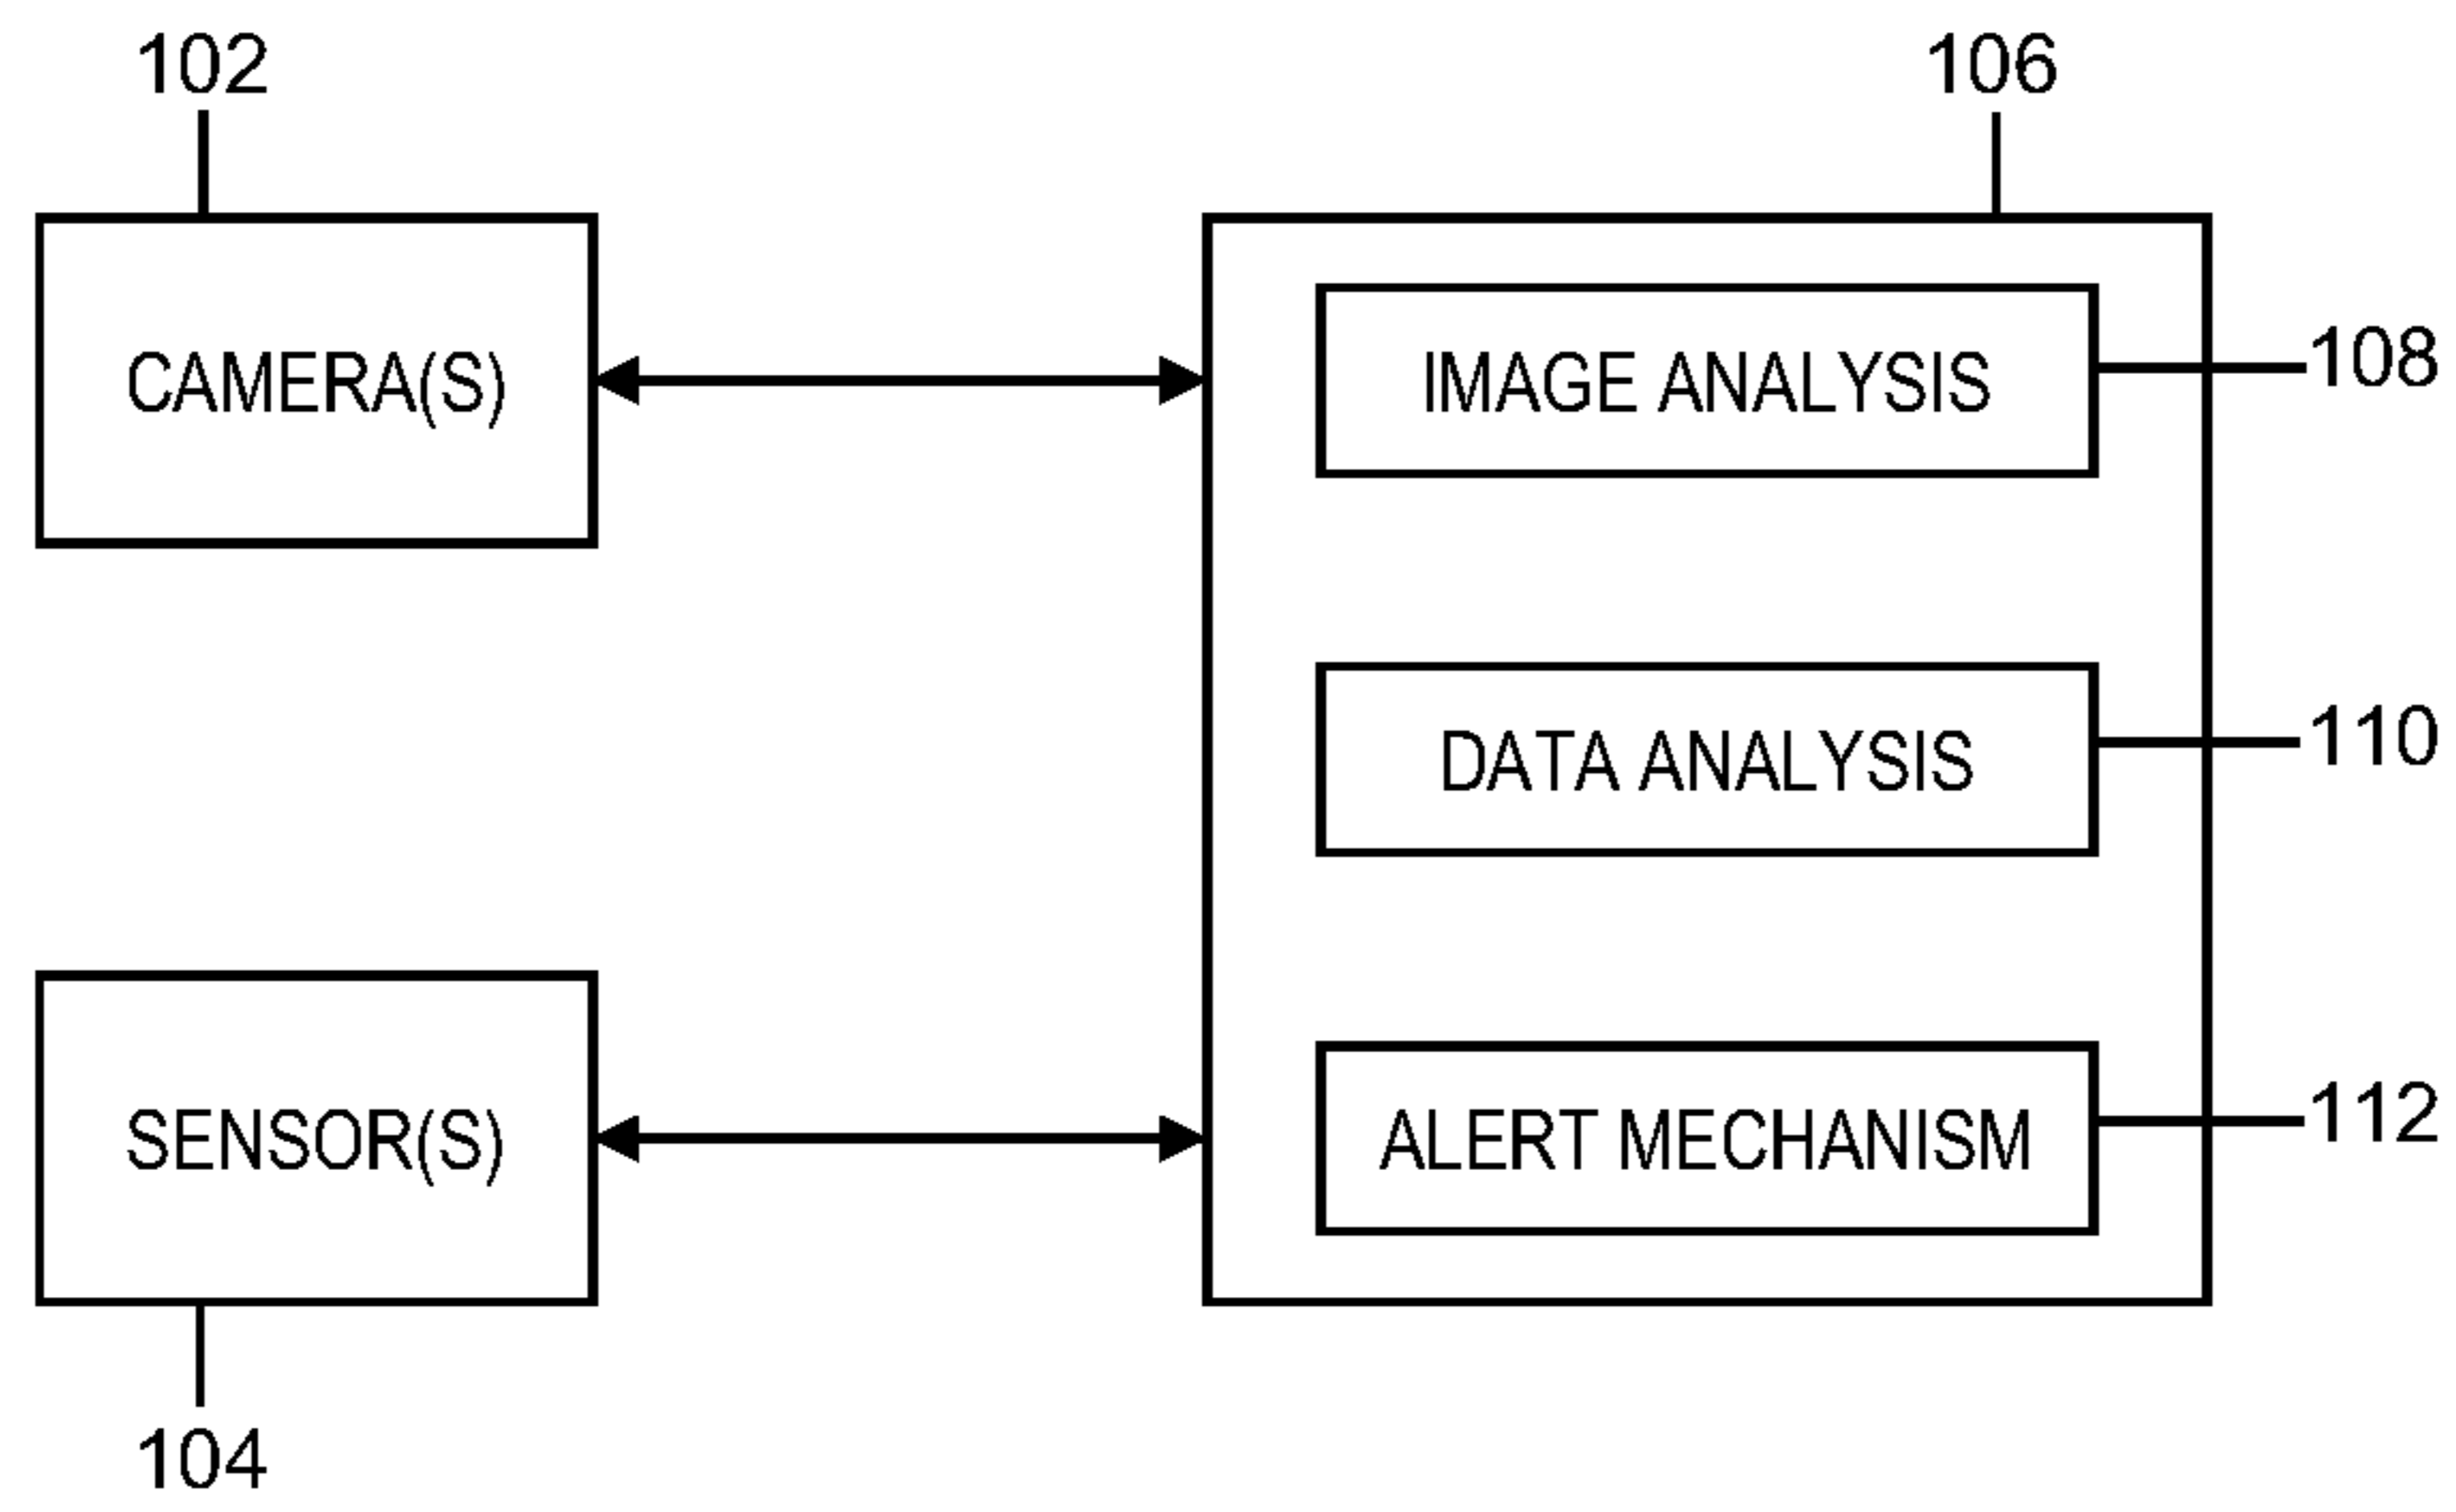 102
106
CAMERA(S)
IMAGE ANALYSIS
108
DATA ANALYSIS
110
SENSOR(S)
ALERT MECHANISM
112
104